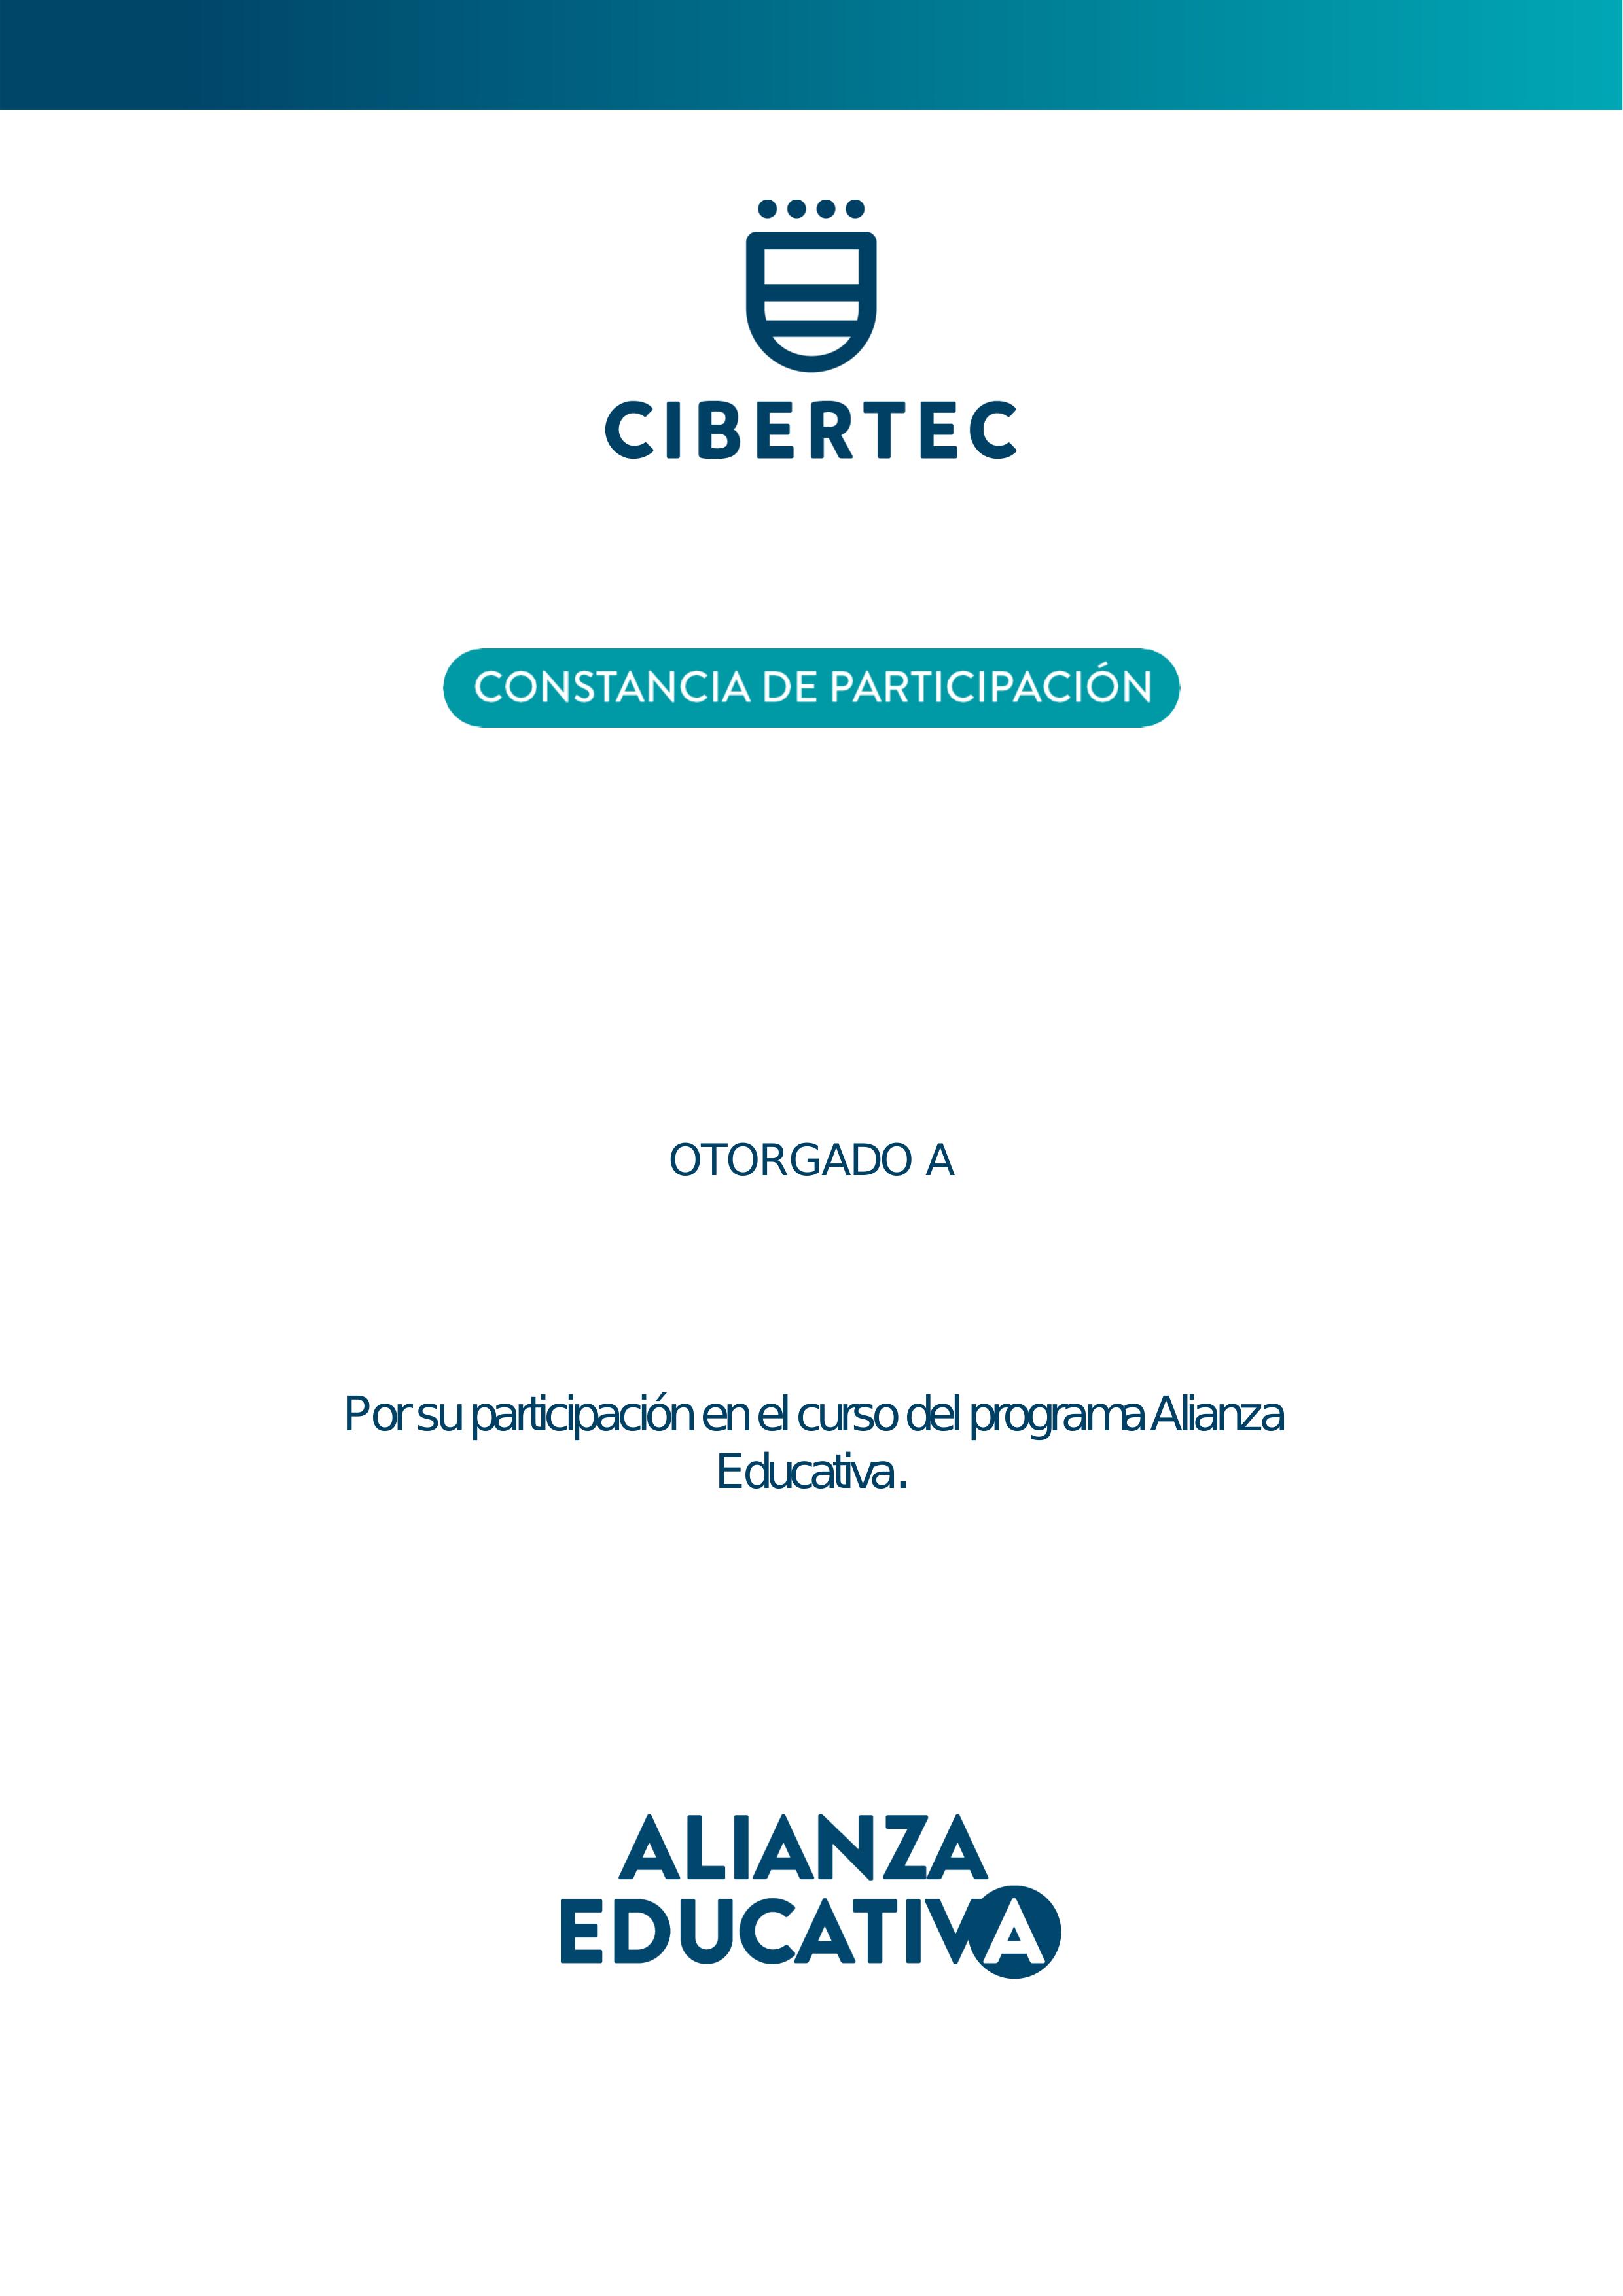 CIBERTEC
CONSTANCIA DE PARTICIPACIÓN
OTORGADO A
Por su participación en el curso del programa Alianza
Educativa.
ALIANZA
EDUCATIVA